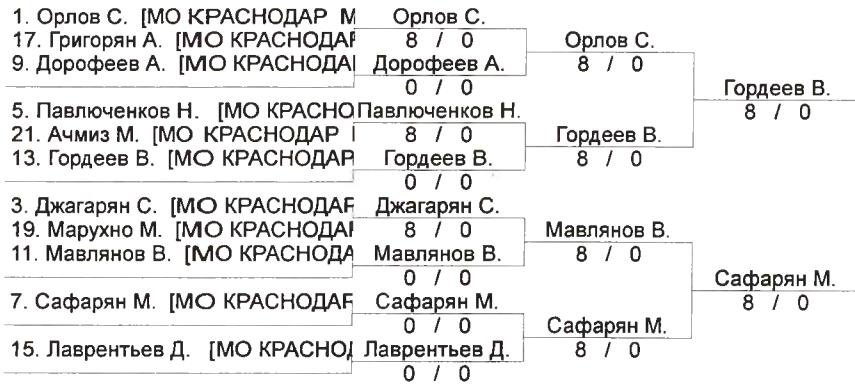 1. Орлов С. [МО КРАСНОДАР М Орлов С.
17. Григорян А. [МО КРАСНОДАР 8 / 0 Орлов С.
9. Дорофеев А. [МО КРАСНОДАР Дорофеев А. 8 / 0
0 / 0 Гордеев В.
5. Павлюченков Н. [МО КРАСНО Павлюченков Н. 8 / 0
21. Ачмиз М. [МО КРАСНОДАР 8 / 0 Гордеев В.
13. Гордеев В. [МО КРАСНОДАР Гордеев В. 8 / 0
0 / 0
3. Джагарян С. [МО КРАСНОДАР Джагарян С.
19. Марухно М. [МО КРАСНОДАР 8 / 0 Мавлянов В.
11. Мавлянов В. [МО КРАСНОДА Мавлянов В. 8 / 0
0 / 0 Сафарян М.
7. Сафарян М. [МО КРАСНОДАР Сафарян М. 8 / 0
0 / 0 Сафарян М.
15. Лаврентьев Д. [МО КРАСНОД Лаврентьев Д. 8 / 0
0 / 0